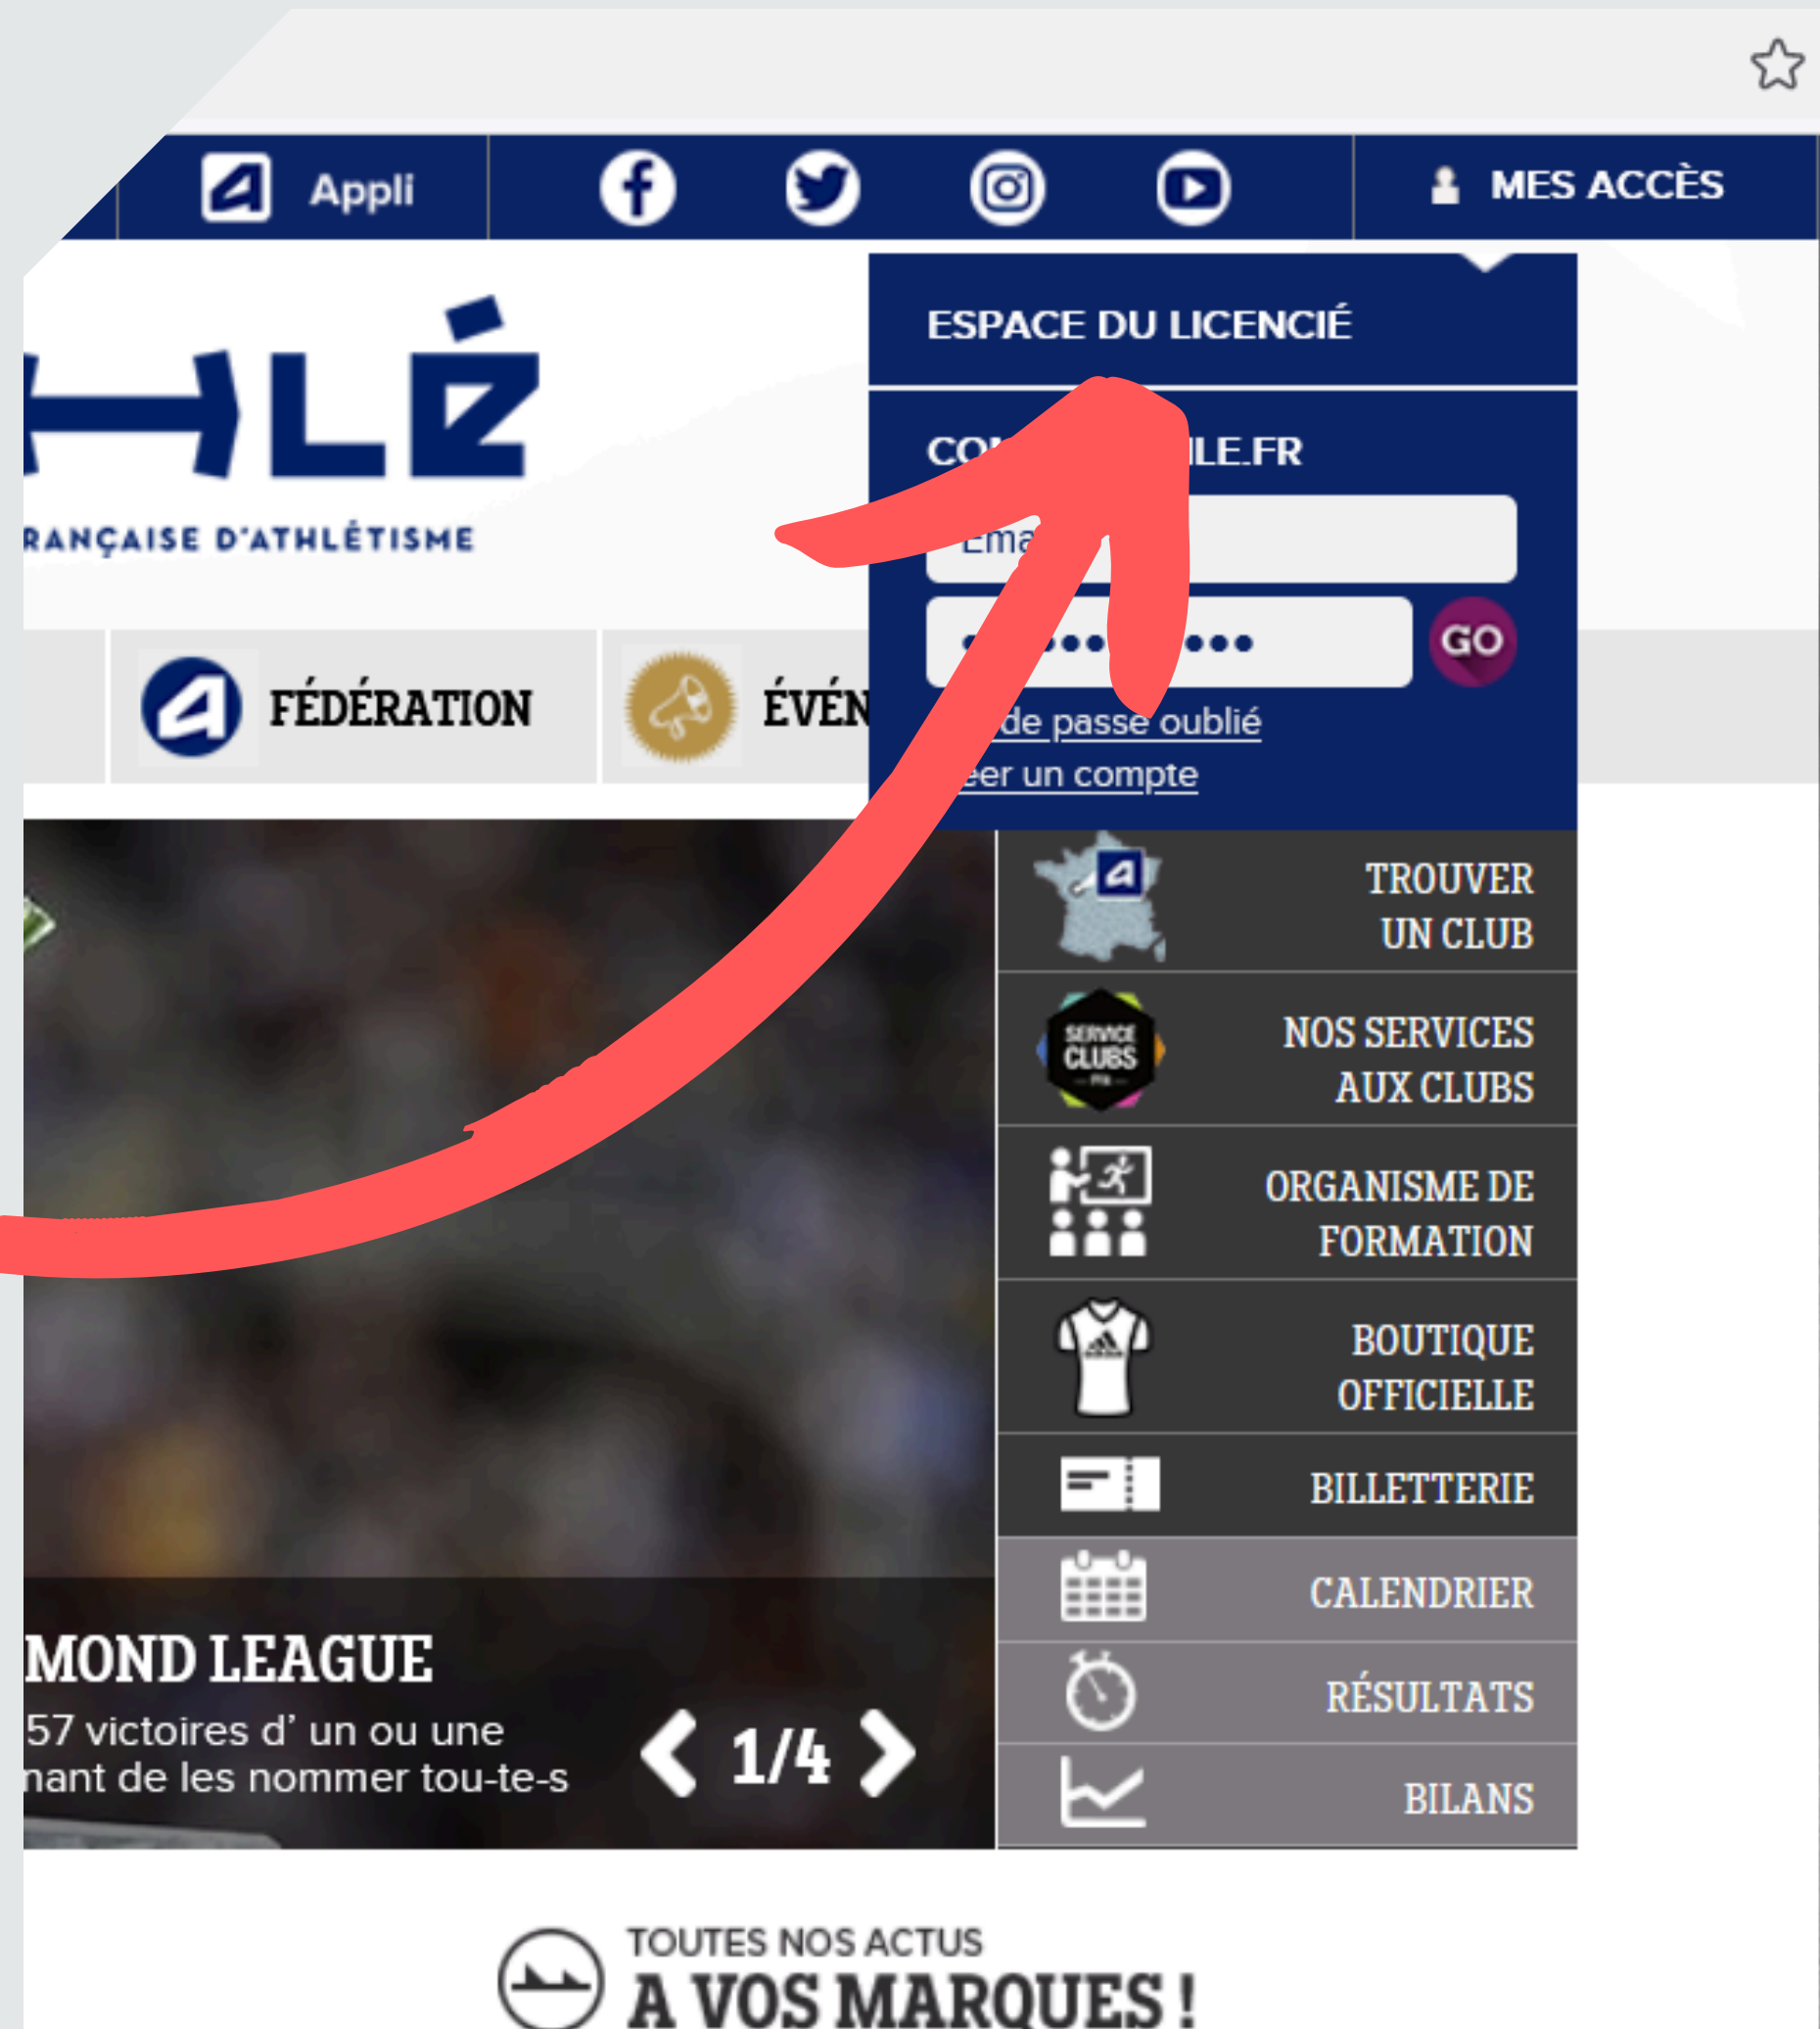 Appli
MES ACCÈS
ESPACE DU LICENCIÉ
LE.FR
HLÉ
RANÇAISE D'ATHLÉTISME
GO
de passe oublié
un compte
FÉDÉRATION
ÉVÉN
TROUVER
UN CLUB
SERVICE
CLUBS
NOS SERVICES
AUX CLUBS
ORGANISME DE
FORMATION
BOUTIQUE
OFFICIELLE
BILLETTERIE
CALENDRIER
RÉSULTATS
BILANS
MOND LEAGUE
57 victoires d' un ou une
nant de les nommer tou-te-s
1/4
TOUTES NOS ACTUS
A VOS MARQUES !